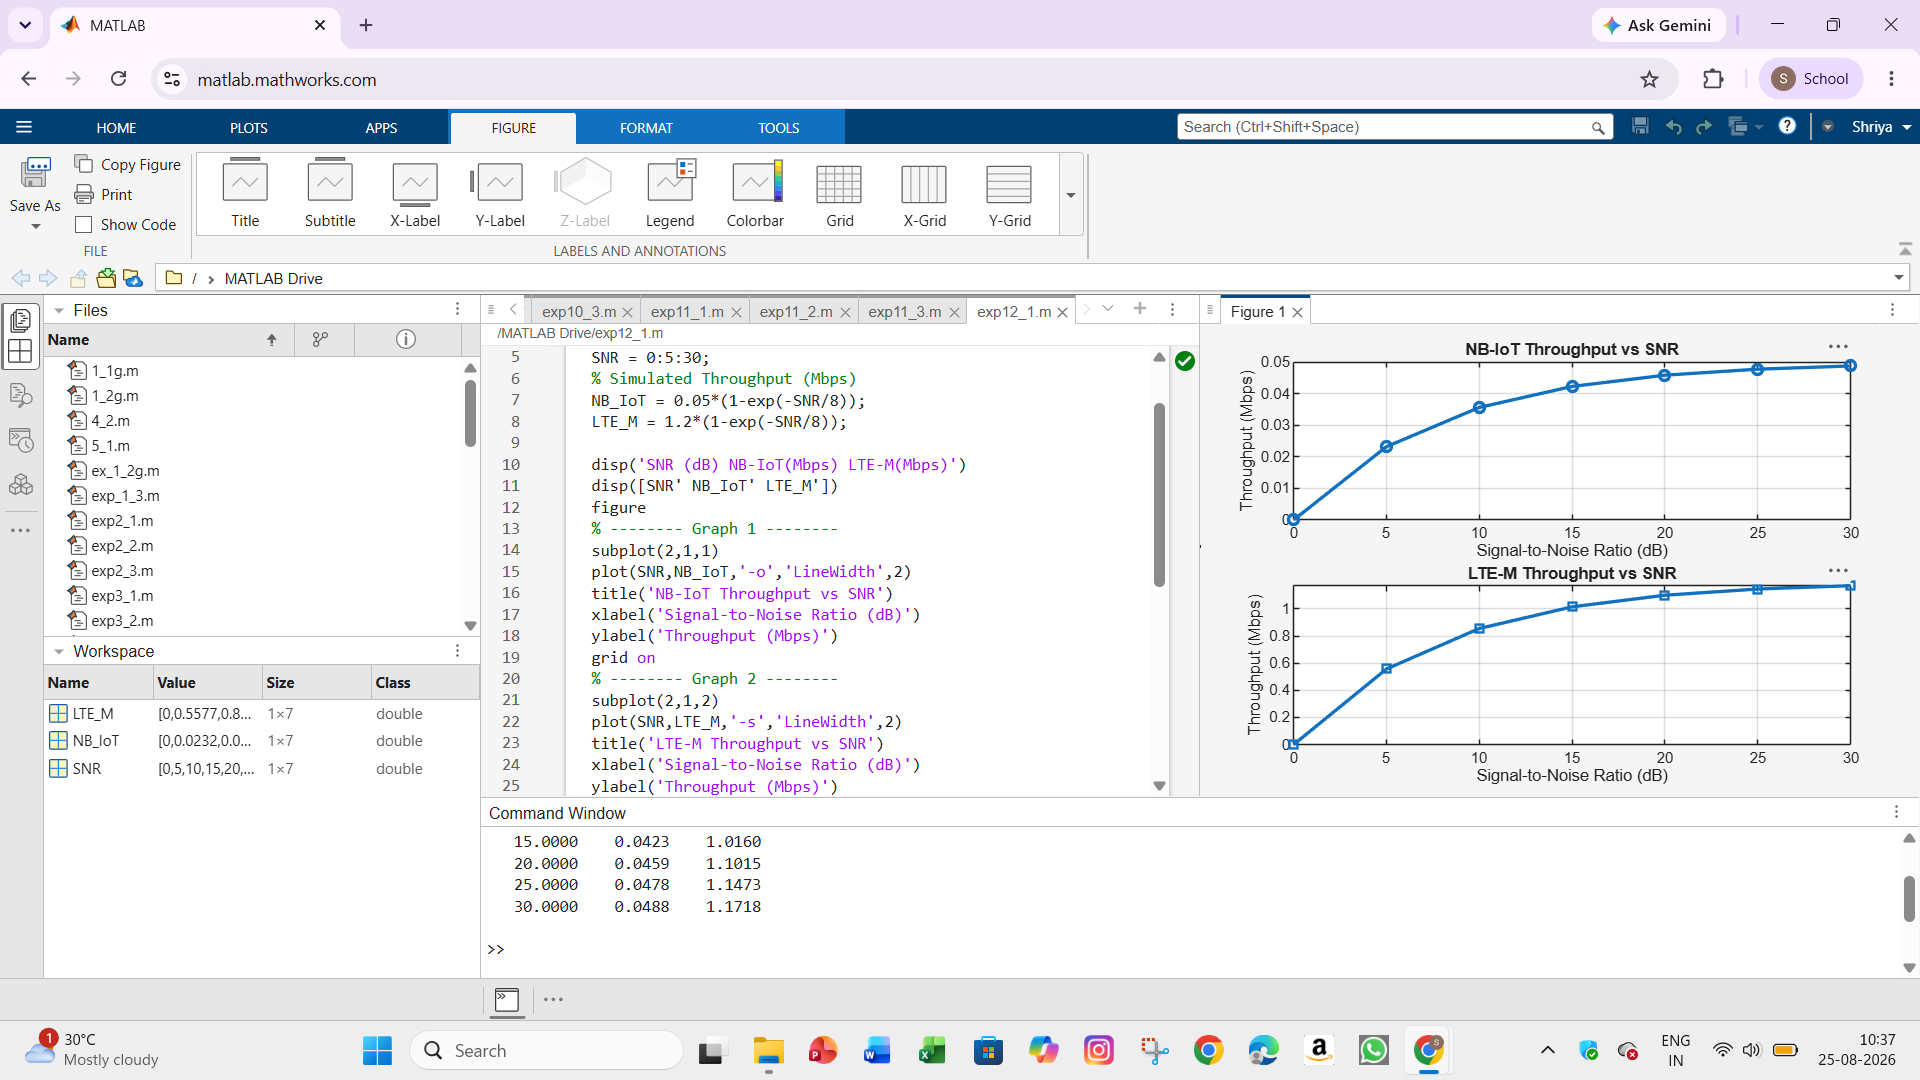 MATLAB
Ask Gemini
matlab.mathworks.com
S School
HOME PLOTS APPS FIGURE FORMAT TOOLS
Search (Ctrl+Shift+Space)
Shriya
Save As
Copy Figure
Print
Show Code
FILE
Title Subtitle X-Label Y-Label Z-Label Legend Colorbar Grid X-Grid Y-Grid
LABELS AND ANNOTATIONS
/ > MATLAB Drive
Files
Name
1_1g.m
1_2g.m
4_2.m
5_1.m
ex_1_2g.m
exp_1_3.m
exp2_1.m
exp2_2.m
exp2_3.m
exp3_1.m
exp3_2.m
Workspace
Name Value Size Class
LTE_M [0,0.5577,0.8... 1×7 double
NB_IoT [0,0.0232,0.0... 1×7 double
SNR [0,5,10,15,20,... 1×7 double
exp10_3.m exp11_1.m exp11_2.m exp11_3.m exp12_1.m
/MATLAB Drive/exp12_1.m
5 SNR = 0:5:30;
6 % Simulated Throughput (Mbps)
7 NB_IoT = 0.05*(1-exp(-SNR/8));
8 LTE_M = 1.2*(1-exp(-SNR/8));
9
10 disp('SNR (dB) NB-IoT(Mbps) LTE-M(Mbps)')
11 disp([SNR' NB_IoT' LTE_M'])
12 figure
13 % -------- Graph 1 --------
14 subplot(2,1,1)
15 plot(SNR,NB_IoT,'-o','LineWidth',2)
16 title('NB-IoT Throughput vs SNR')
17 xlabel('Signal-to-Noise Ratio (dB)')
18 ylabel('Throughput (Mbps)')
19 grid on
20 % -------- Graph 2 --------
21 subplot(2,1,2)
22 plot(SNR,LTE_M,'-s','LineWidth',2)
23 title('LTE-M Throughput vs SNR')
24 xlabel('Signal-to-Noise Ratio (dB)')
25 ylabel('Throughput (Mbps)')
Figure 1
NB-IoT Throughput vs SNR
Throughput (Mbps)
0.05
0.04
0.03
0.02
0.01
0
0 5 10 15 20 25 30
Signal-to-Noise Ratio (dB)
LTE-M Throughput vs SNR
Throughput (Mbps)
1
0.8
0.6
0.4
0.2
0
0 5 10 15 20 25 30
Signal-to-Noise Ratio (dB)
Command Window
15.0000 0.0423 1.0160
20.0000 0.0459 1.1015
25.0000 0.0478 1.1473
30.0000 0.0488 1.1718
>>
1
30°C
Mostly cloudy
Search
ENG
IN
10:37
25-08-2026